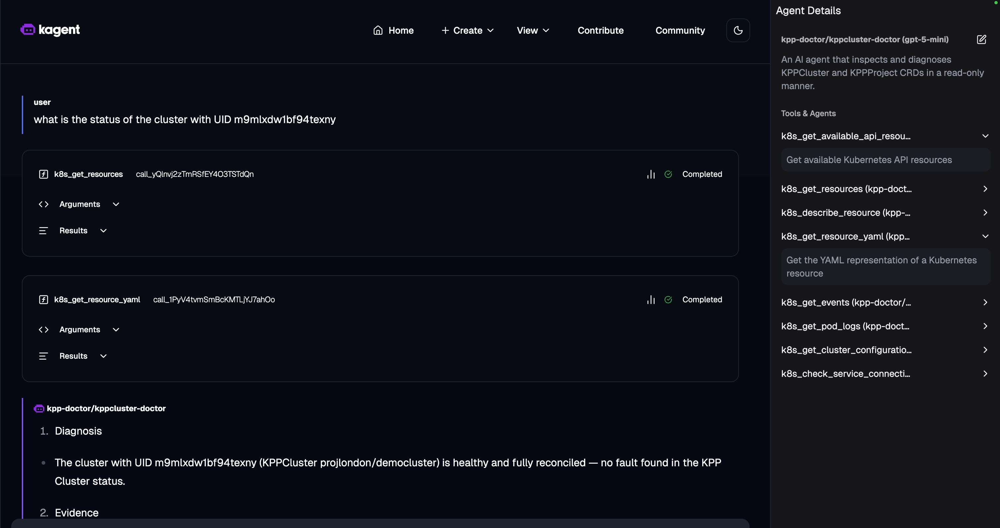 kagent
Home
Create
View
Contribute
Community
user
what is the status of the cluster with UID m9mlxdw1bf94texny
k8s_get_resources call_yQlnvj2zTmRSfEY4O3TSTdQn
Completed
Arguments
Results
k8s_get_resource_yaml call_1PyV4tvmSmBcKMTLjYJ7ahOo
Completed
Arguments
Results
kpp-doctor/kppcluster-doctor
1. Diagnosis
• The cluster with UID m9mlxdw1bf94texny (KPPCluster projlondon/democluster) is healthy and fully reconciled — no fault found in the KPP
Cluster status.
2. Evidence
Agent Details
kpp-doctor/kppcluster-doctor (gpt-5-mini)
An AI agent that inspects and diagnoses
KPPCluster and KPPProject CRDs in a read-only
manner.
Tools & Agents
k8s_get_available_api_resou...
Get available Kubernetes API resources
k8s_get_resources (kpp-doct...
k8s_describe_resource (kpp-...
k8s_get_resource_yaml (kpp...
Get the YAML representation of a Kubernetes
resource
k8s_get_events (kpp-doctor/...
k8s_get_pod_logs (kpp-doct...
k8s_get_cluster_configuratio...
k8s_check_service_connecti...